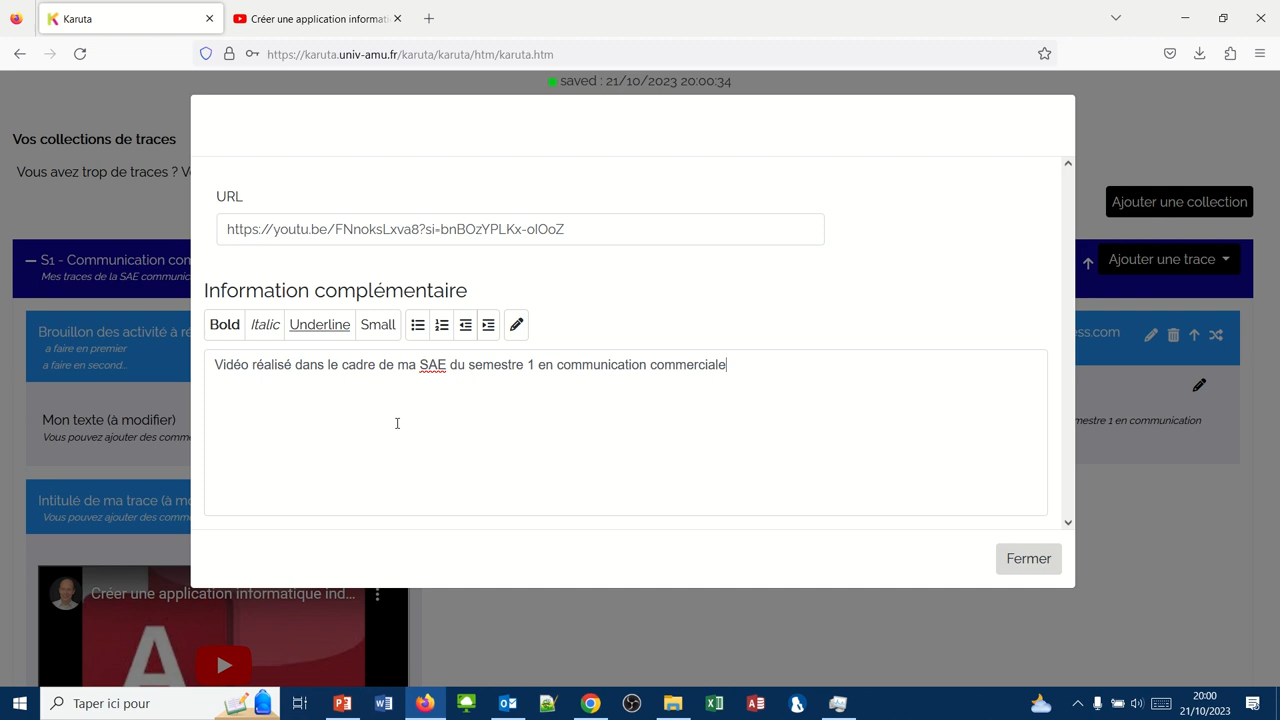 Karuta
Créer une application informati
https://karuta.univ-amu.fr/karuta/karuta/htm/karuta.htm
saved : 21/10/2023 20:00:34
Vos collections de traces
Vous avez trop de traces ?
Ajouter une collection
URL
https://youtu.be/FNnoksLxva8?si=bnBOzYPLKx-oIOoZ
S1 - Communication con
Mes traces de la SAE communic
Ajouter une trace
Information complémentaire
Bold Italic Underline Small
Brouillon des activité à ré
a faire en premier
a faire en second...
ess.com
Vidéo réalisé dans le cadre de ma SAE du semestre 1 en communication commerciale
Mon texte (à modifier)
Vous pouvez ajouter des comme
mestre 1 en communication
Intitulé de ma trace (à mo
Vous pouvez ajouter des comme
Fermer
Créer une application informatique ind...
A
Taper ici pour
20:00
21/10/2023